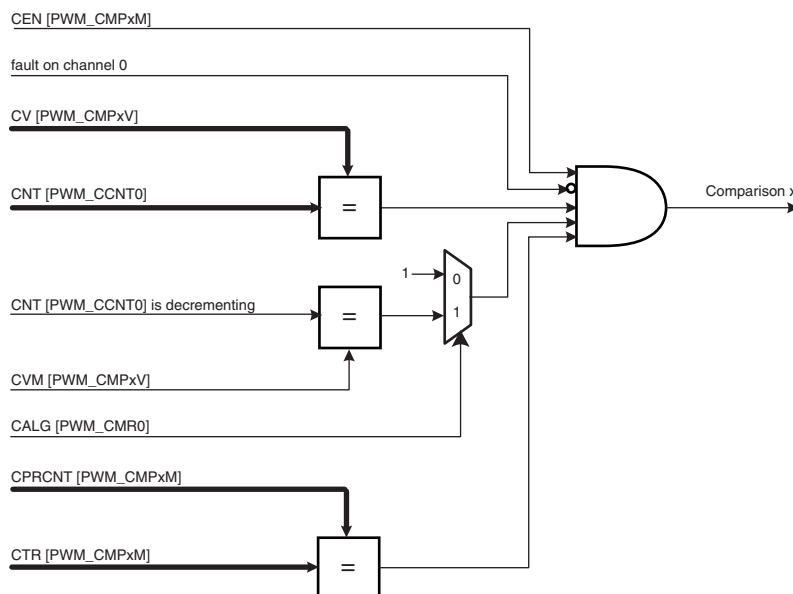 CEN [PWM_CMPxM]
fault on channel 0
CV [PWM_CMPxV]
CNT [PWM_CCNT0]
=
Comparison x
CNT [PWM_CCNT0] is decrementing
=
1
0
1
CVM [PWM_CMPxV]
CALG [PWM_CMR0]
CPRCNT [PWM_CMPxM]
CTR [PWM_CMPxM]
=